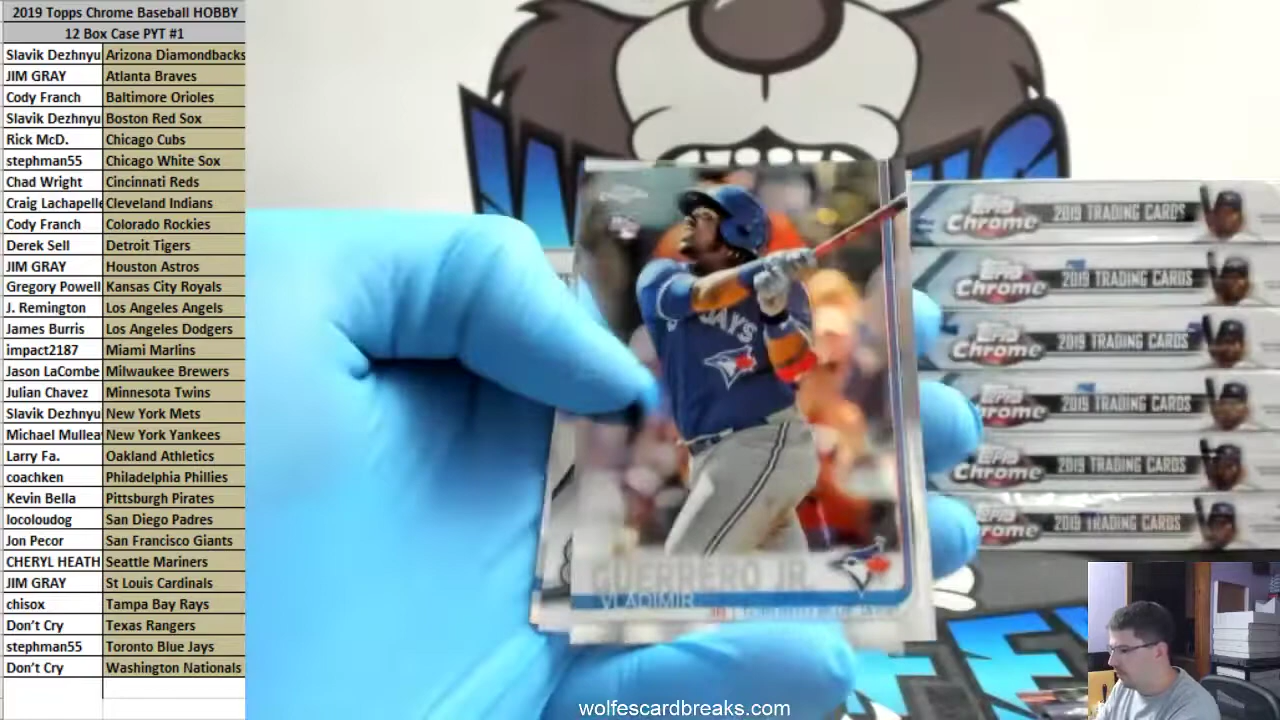 2019 Topps Chrome Baseball HOBBY
12 Box Case PYT #1
Slavik Dezhnyu Arizona Diamondbacks
JIM GRAY Atlanta Braves
Cody Franch Baltimore Orioles
Slavik Dezhnyu Boston Red Sox
Rick McD. Chicago Cubs
stephman55 Chicago White Sox
Chad Wright Cincinnati Reds
Craig Lachapelle Cleveland Indians
Cody Franch Colorado Rockies
Derek Sell Detroit Tigers
JIM GRAY Houston Astros
Gregory Powell Kansas City Royals
J. Remington Los Angeles Angels
James Burris Los Angeles Dodgers
impact2187 Miami Marlins
Jason LaCombe Milwaukee Brewers
Julian Chavez Minnesota Twins
Slavik Dezhnyu New York Mets
Michael Mullea New York Yankees
Larry Fa. Oakland Athletics
coachken Philadelphia Phillies
Kevin Bella Pittsburgh Pirates
locoloudog San Diego Padres
Jon Pecor San Francisco Giants
CHERYL HEATH Seattle Mariners
JIM GRAY St Louis Cardinals
chisox Tampa Bay Rays
Don't Cry Texas Rangers
stephman55 Toronto Blue Jays
Don't Cry Washington Nationals
JAYS
GUERRERO JR.
VLADIMIR
Topps Chrome 2019 TRADING CARDS
Topps Chrome 2019 TRADING CARDS
Topps Chrome 2019 TRADING CARDS
Topps Chrome 2019 TRADING CARDS
Topps Chrome 2019 TRADING CARDS
Topps 2019 TRADING CARDS
wolfescardbreaks.com